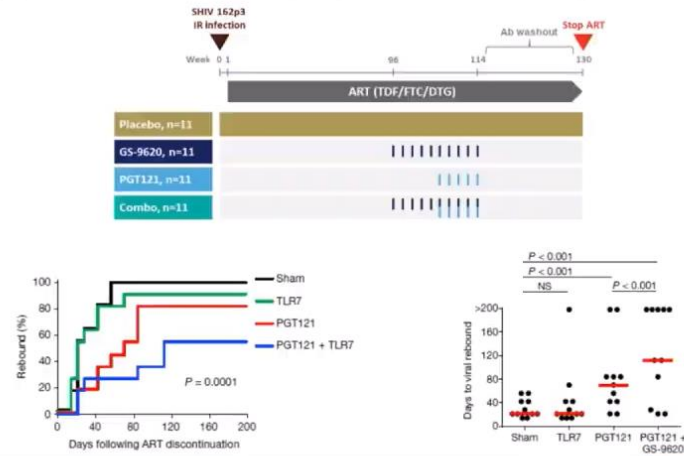 SHIV 162p3
IR infection
Stop ART
Ab washout
Week 0 1 96 114 130
ART (TDF/FTC/DTG)
Placebo, n=11
GS-9620, n=11
PGT121, n=11
Combo, n=11
100
80
60
40
20
0
Rebound (%)
0 40 80 120 160 200
Days following ART discontinuation
P = 0.0001
Sham
TLR7
PGT121
PGT121 + TLR7
P < 0.001
P < 0.001
NS P < 0.001
>200
160
120
80
40
0
Days to viral rebound
Sham TLR7 PGT121 PGT121 +
GS-9620